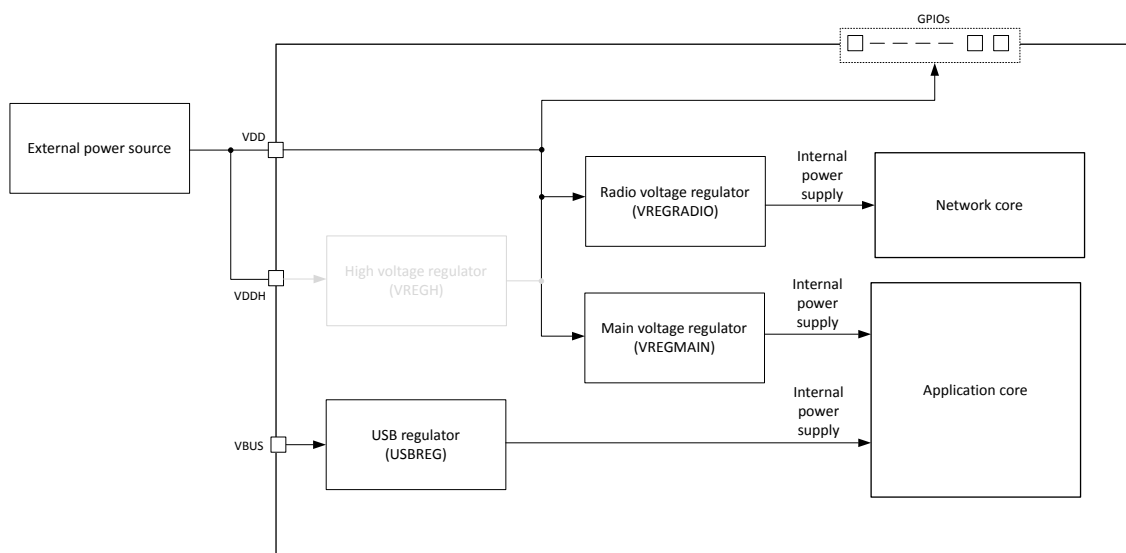 GPIOs
VDD
External power source
Internal
power
supply
Radio voltage regulator
(VREGRADIO)
Network core
High voltage regulator
(VREGH)
VDDH
Internal
power
supply
Main voltage regulator
(VREGMAIN)
Application core
Internal
power
supply
VBUS
USB regulator
(USBREG)